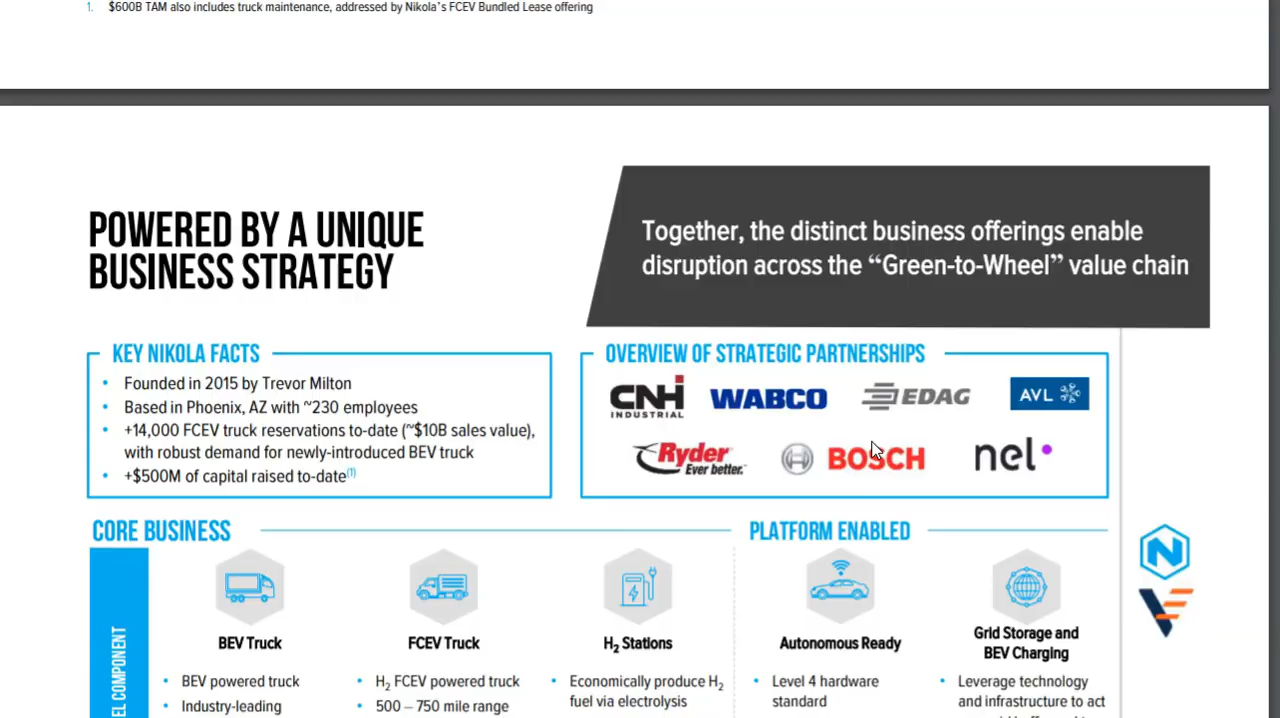 1. $600B TAM also includes truck maintenance, addressed by Nikola's FCEV Bundled Lease offering
POWERED BY A UNIQUE
BUSINESS STRATEGY
Together, the distinct business offerings enable
disruption across the “Green-to-Wheel” value chain
KEY NIKOLA FACTS
• Founded in 2015 by Trevor Milton
• Based in Phoenix, AZ with ~230 employees
• +14,000 FCEV truck reservations to-date (~$10B sales value),
with robust demand for newly-introduced BEV truck
• +$500M of capital raised to-date(1)
OVERVIEW OF STRATEGIC PARTNERSHIPS
CNH
INDUSTRIAL
WABCO
EDAG
AVL
Ryder
Ever better.
BOSCH
nel
CORE BUSINESS
PLATFORM ENABLED
BEV Truck
FCEV Truck
H2 Stations
Autonomous Ready
Grid Storage and
BEV Charging
• BEV powered truck
• Industry-leading
• H2 FCEV powered truck
• 500 – 750 mile range
• Economically produce H2
fuel via electrolysis
• Level 4 hardware
standard
• Leverage technology
and infrastructure to act
N
COMPONENT